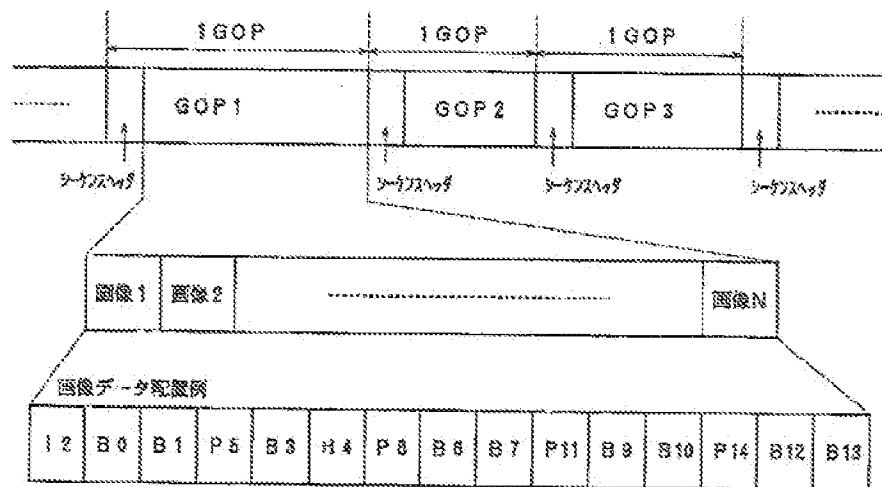 1GOP 1GOP 1GOP
GOP1 GOP2 GOP3
シーケンスヘッダ シーケンスヘッダ シーケンスヘッダ シーケンスヘッダ
画像1 画像2 画像N
画像データ配置例
I2 B0 B1 P5 B3 B4 P8 B6 B7 P11 B9 B10 P14 B12 B13